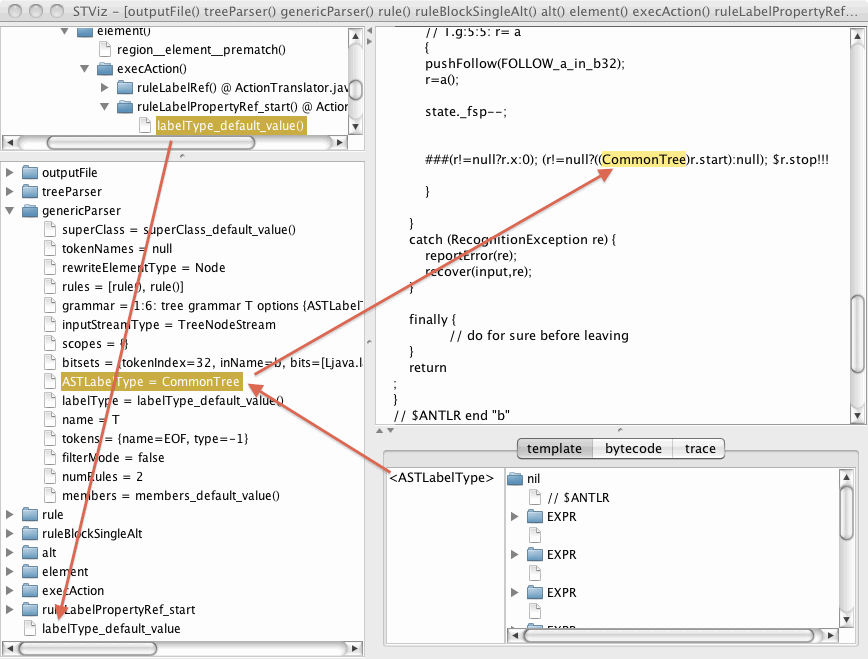 STViz - [outputFile() treeParser() genericParser() rule() ruleBlockSingleAlt() alt() element() execAction() ruleLabelPropertyRef...
element()
region__element__prematch()
execAction()
ruleLabelRef() @ ActionTranslator.jav
ruleLabelPropertyRef_start() @ Action
labelType_default_value()
outputFile
treeParser
genericParser
superClass = superClass_default_value()
tokenNames = null
rewriteElementType = Node
rules = [rule(), rule()]
grammar = 1:6: tree grammar T options {ASTLabelT
inputStreamType = TreeNodeStream
scopes = {}
bitsets = {tokenIndex=32, inName=b, bits=[Ljava.l
ASTLabelType = CommonTree
labelType = labelType_default_value()
name = T
tokens = {name=EOF, type=-1}
filterMode = false
numRules = 2
members = members_default_value()
rule
ruleBlockSingleAlt
alt
element
execAction
ruleLabelPropertyRef_start
labelType_default_value
// T.g:5:5: r= a
{
pushFollow(FOLLOW_a_in_b32);
r=a();
state._fsp--;
###(r!=null?r.x:0); (r!=null?((CommonTree)r.start):null); $r.stop!!!
}
}
catch (RecognitionException re) {
reportError(re);
recover(input,re);
}
finally {
// do for sure before leaving
}
return
;
}
// $ANTLR end "b"
template bytecode trace
<ASTLabelType>
nil
// $ANTLR
EXPR
EXPR
EXPR
EXPR